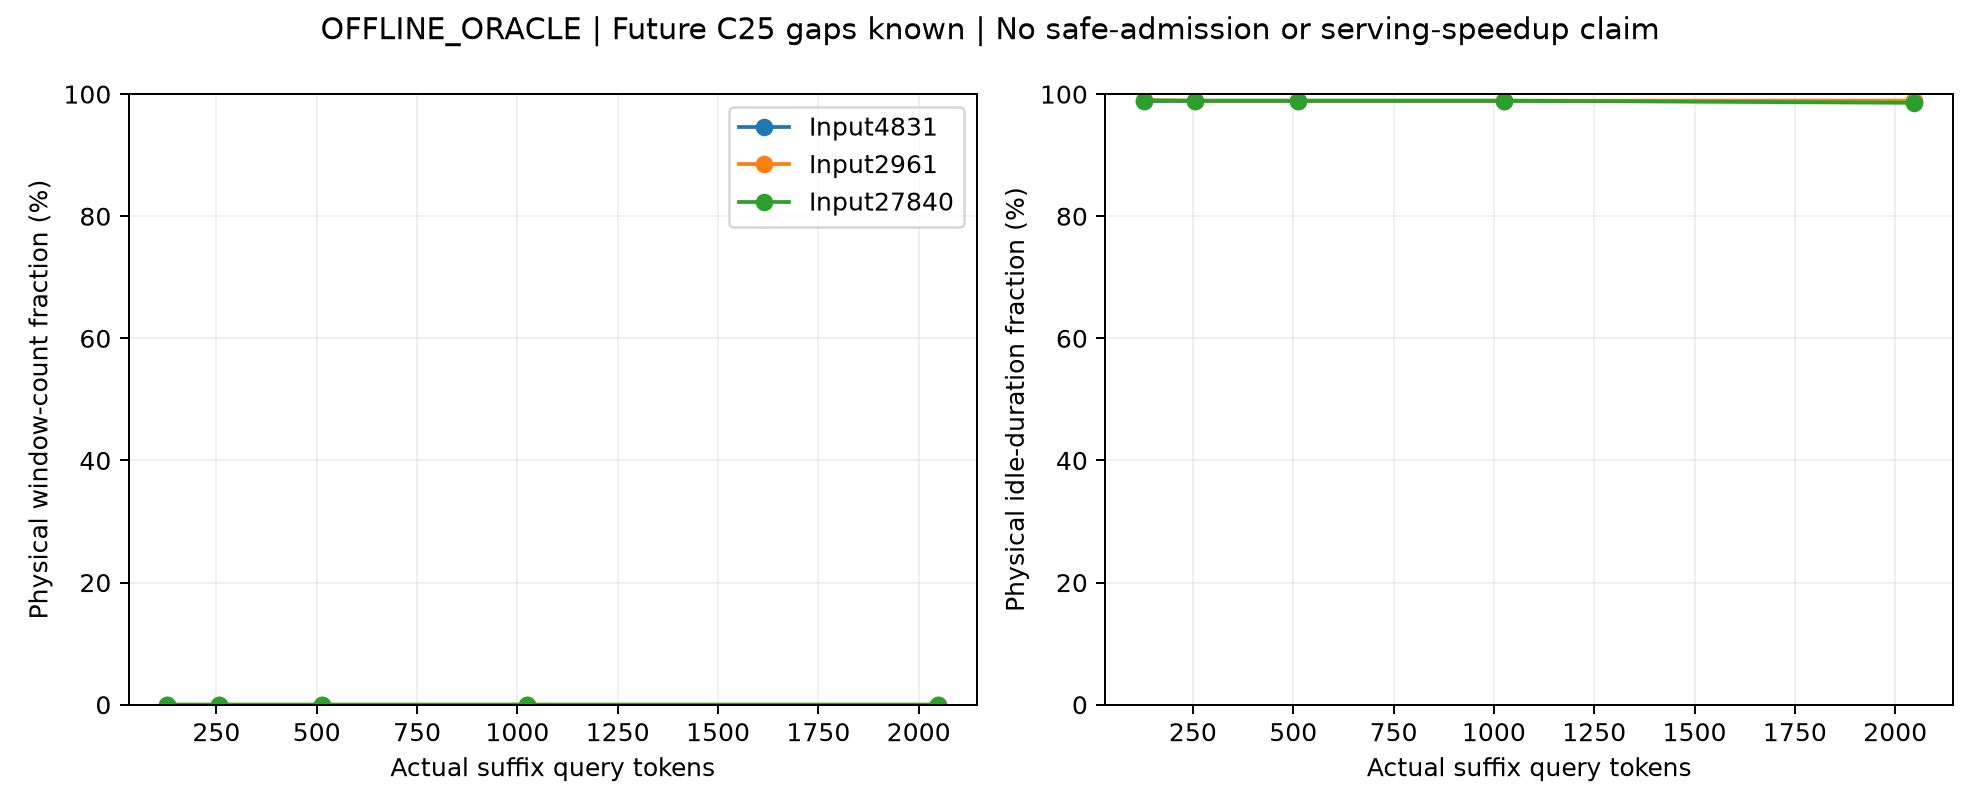 OFFLINE_ORACLE | Future C25 gaps known | No safe-admission or serving-speedup claim
Physical window-count fraction (%)
100
80
60
40
20
0
Input4831
Input2961
Input27840
250 500 750 1000 1250 1500 1750 2000
Actual suffix query tokens
Physical idle-duration fraction (%)
100
80
60
40
20
0
250 500 750 1000 1250 1500 1750 2000
Actual suffix query tokens